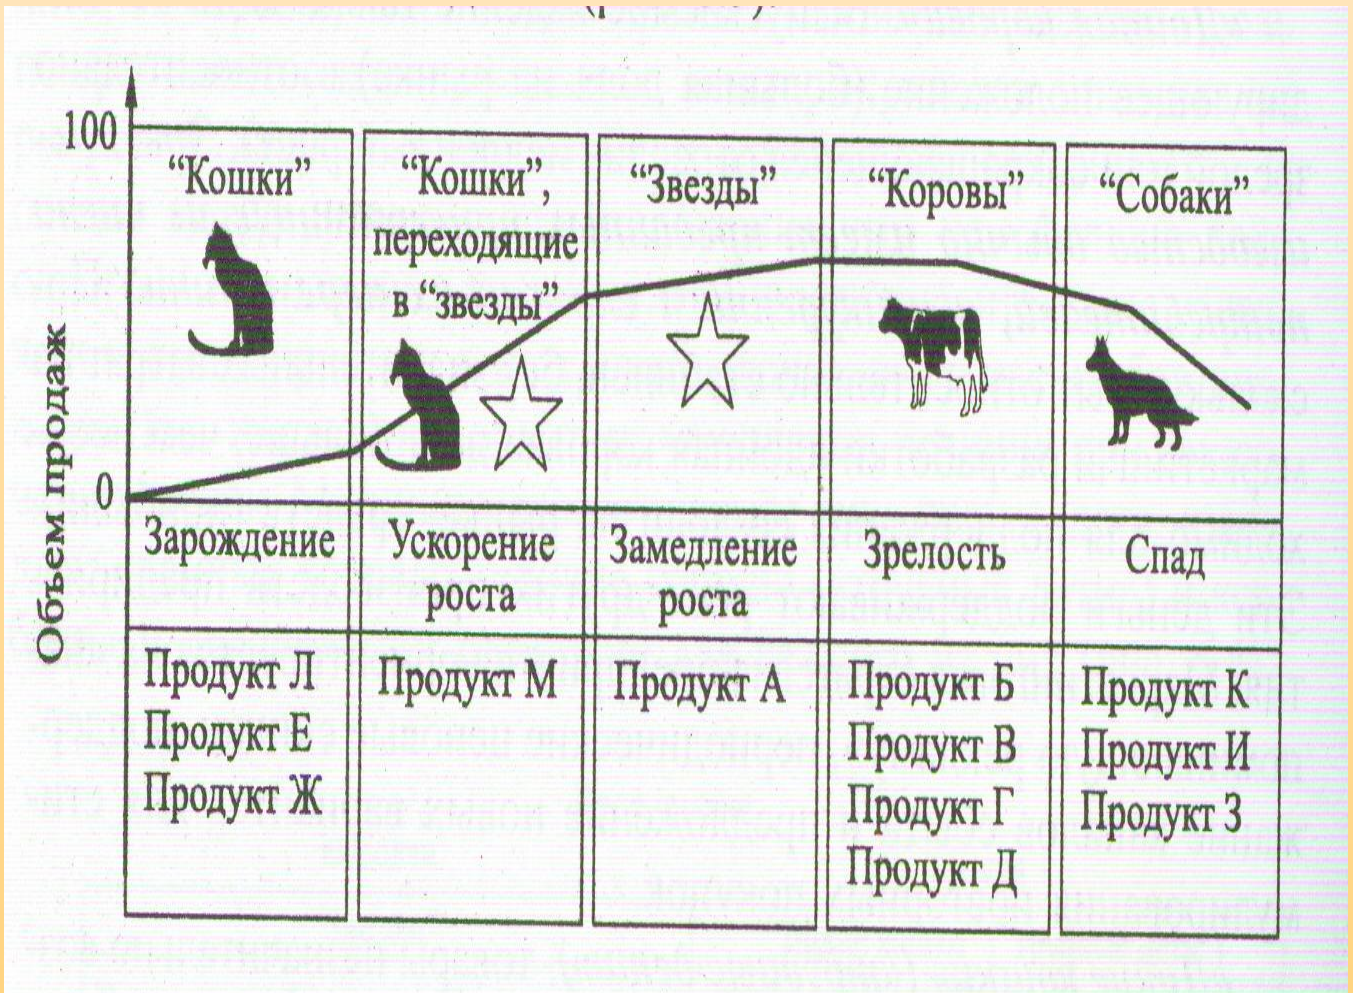 100
“Кошки”
“Кошки”,
переходящие
в “звезды”
“Звезды”
“Коровы”
“Собаки”
Объем продаж
0
Зарождение
Ускорение
роста
Замедление
роста
Зрелость
Спад
Продукт Л
Продукт Е
Продукт Ж
Продукт М
Продукт А
Продукт Б
Продукт В
Продукт Г
Продукт Д
Продукт К
Продукт И
Продукт З